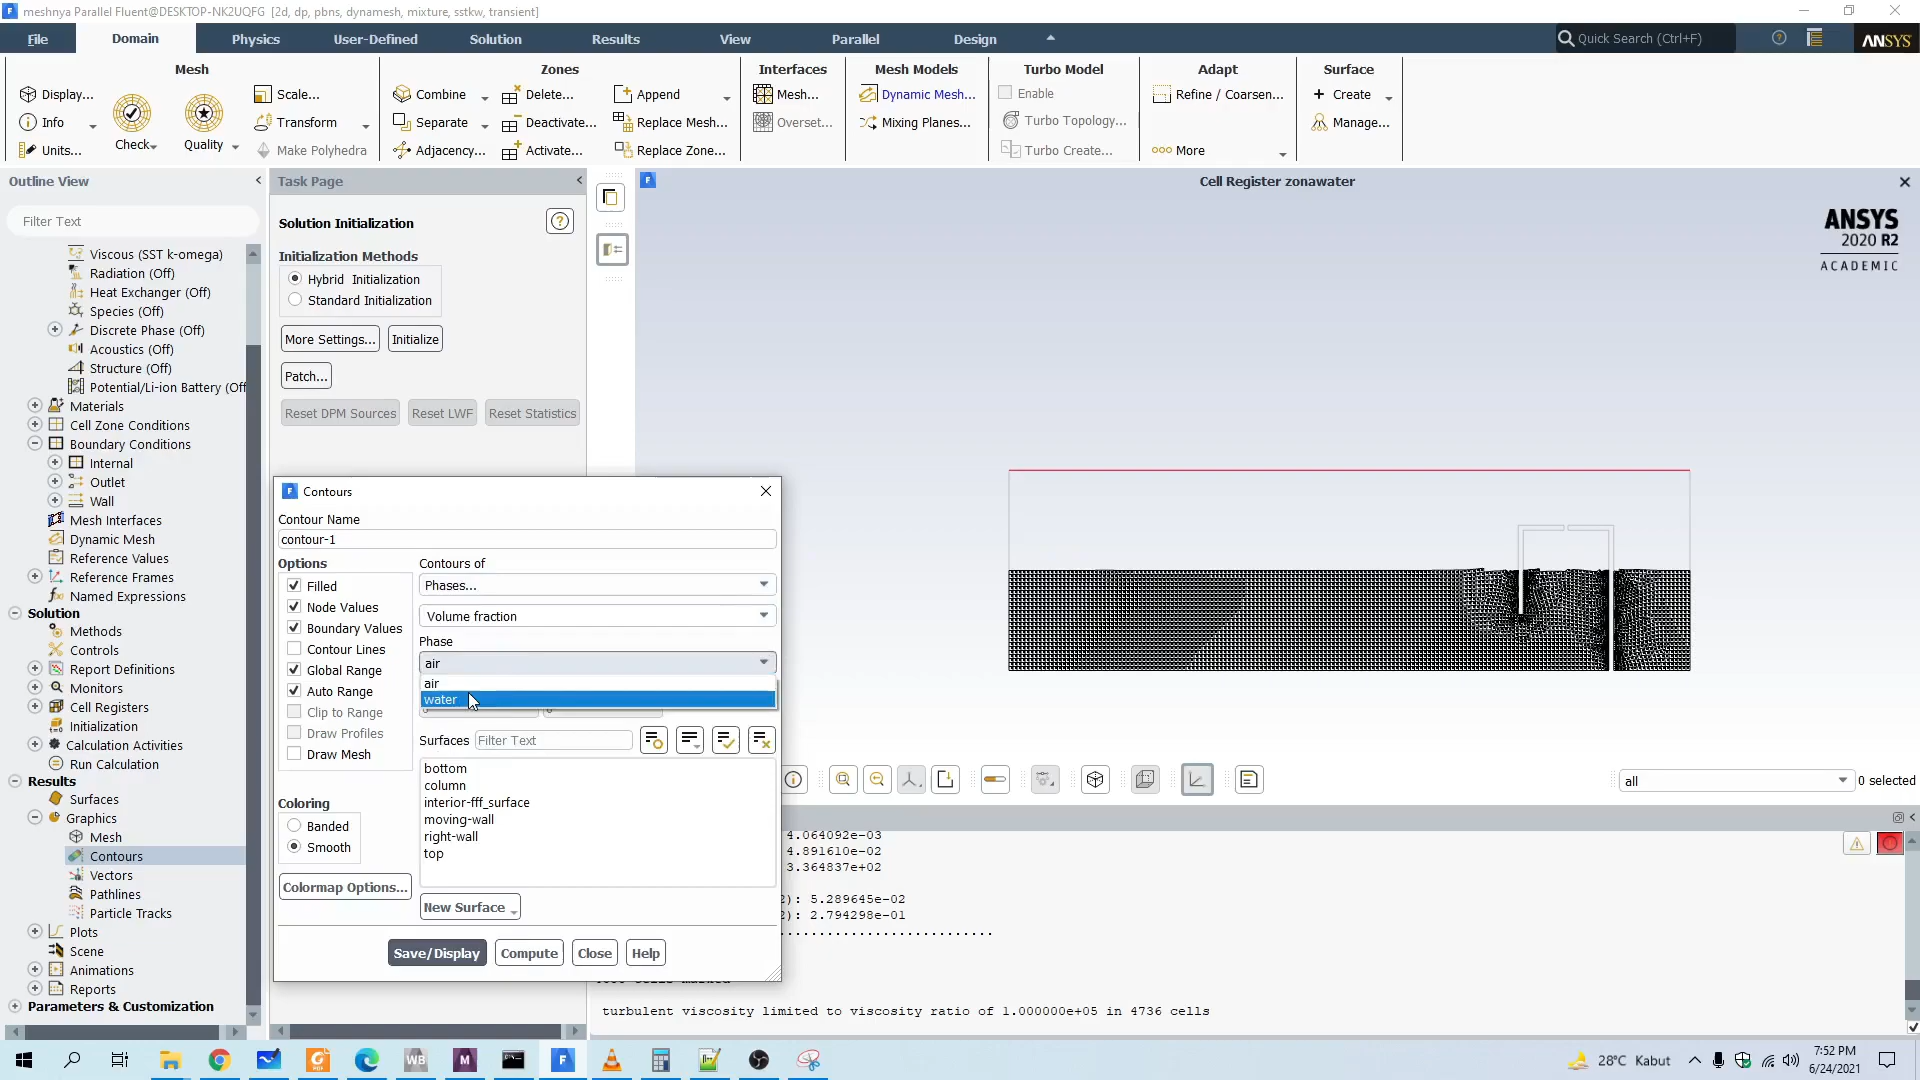 meshnya Parallel Fluent@DESKTOP-NK2UQFG [2d, dp, pbns, dynamesh, mixture, sstkw, transient]
File
Domain
Physics
User-Defined
Solution
Results
View
Parallel
Design
Quick Search (Ctrl+F)
ANSYS
Mesh
Display...
Info
Units...
Check
Quality
Scale...
Transform
Make Polyhedra
Zones
Combine
Separate
Adjacency...
Delete...
Deactivate...
Activate...
Append
Replace Mesh...
Replace Zone...
Interfaces
Mesh...
Overset...
Mesh Models
Dynamic Mesh...
Mixing Planes...
Turbo Model
Enable
Turbo Topology...
Turbo Create...
Adapt
Refine / Coarsen...
More
Surface
Create
Manage...
Outline View
Filter Text
Viscous (SST k-omega)
Radiation (Off)
Heat Exchanger (Off)
Species (Off)
Discrete Phase (Off)
Acoustics (Off)
Structure (Off)
Potential/Li-ion Battery (Off
Materials
Cell Zone Conditions
Boundary Conditions
Internal
Outlet
Wall
Mesh Interfaces
Dynamic Mesh
Reference Values
Reference Frames
Named Expressions
Solution
Methods
Controls
Report Definitions
Monitors
Cell Registers
Initialization
Calculation Activities
Run Calculation
Results
Surfaces
Graphics
Mesh
Contours
Vectors
Pathlines
Particle Tracks
Plots
Scene
Animations
Reports
Parameters & Customization
Task Page
Solution Initialization
Initialization Methods
Hybrid Initialization
Standard Initialization
More Settings...
Initialize
Patch...
Reset DPM Sources
Reset LWF
Reset Statistics
Contours
Contour Name
contour-1
Options
Filled
Node Values
Boundary Values
Contour Lines
Global Range
Auto Range
Clip to Range
Draw Profiles
Draw Mesh
Coloring
Banded
Smooth
Colormap Options...
Contours of
Phases...
Volume fraction
Phase
air
air
water
Surfaces
Filter Text
bottom
column
interior-fff_surface
moving-wall
right-wall
top
New Surface
Save/Display
Compute
Close
Help
Cell Register zonawater
ANSYS
2020 R2
ACADEMIC
all
0 selected
4.064092e-03
4.891610e-02
3.364837e+02
): 5.289645e-02
): 2.794298e-01
turbulent viscosity limited to viscosity ratio of 1.000000e+05 in 4736 cells
28°C Kabut
7:52 PM
6/24/2021